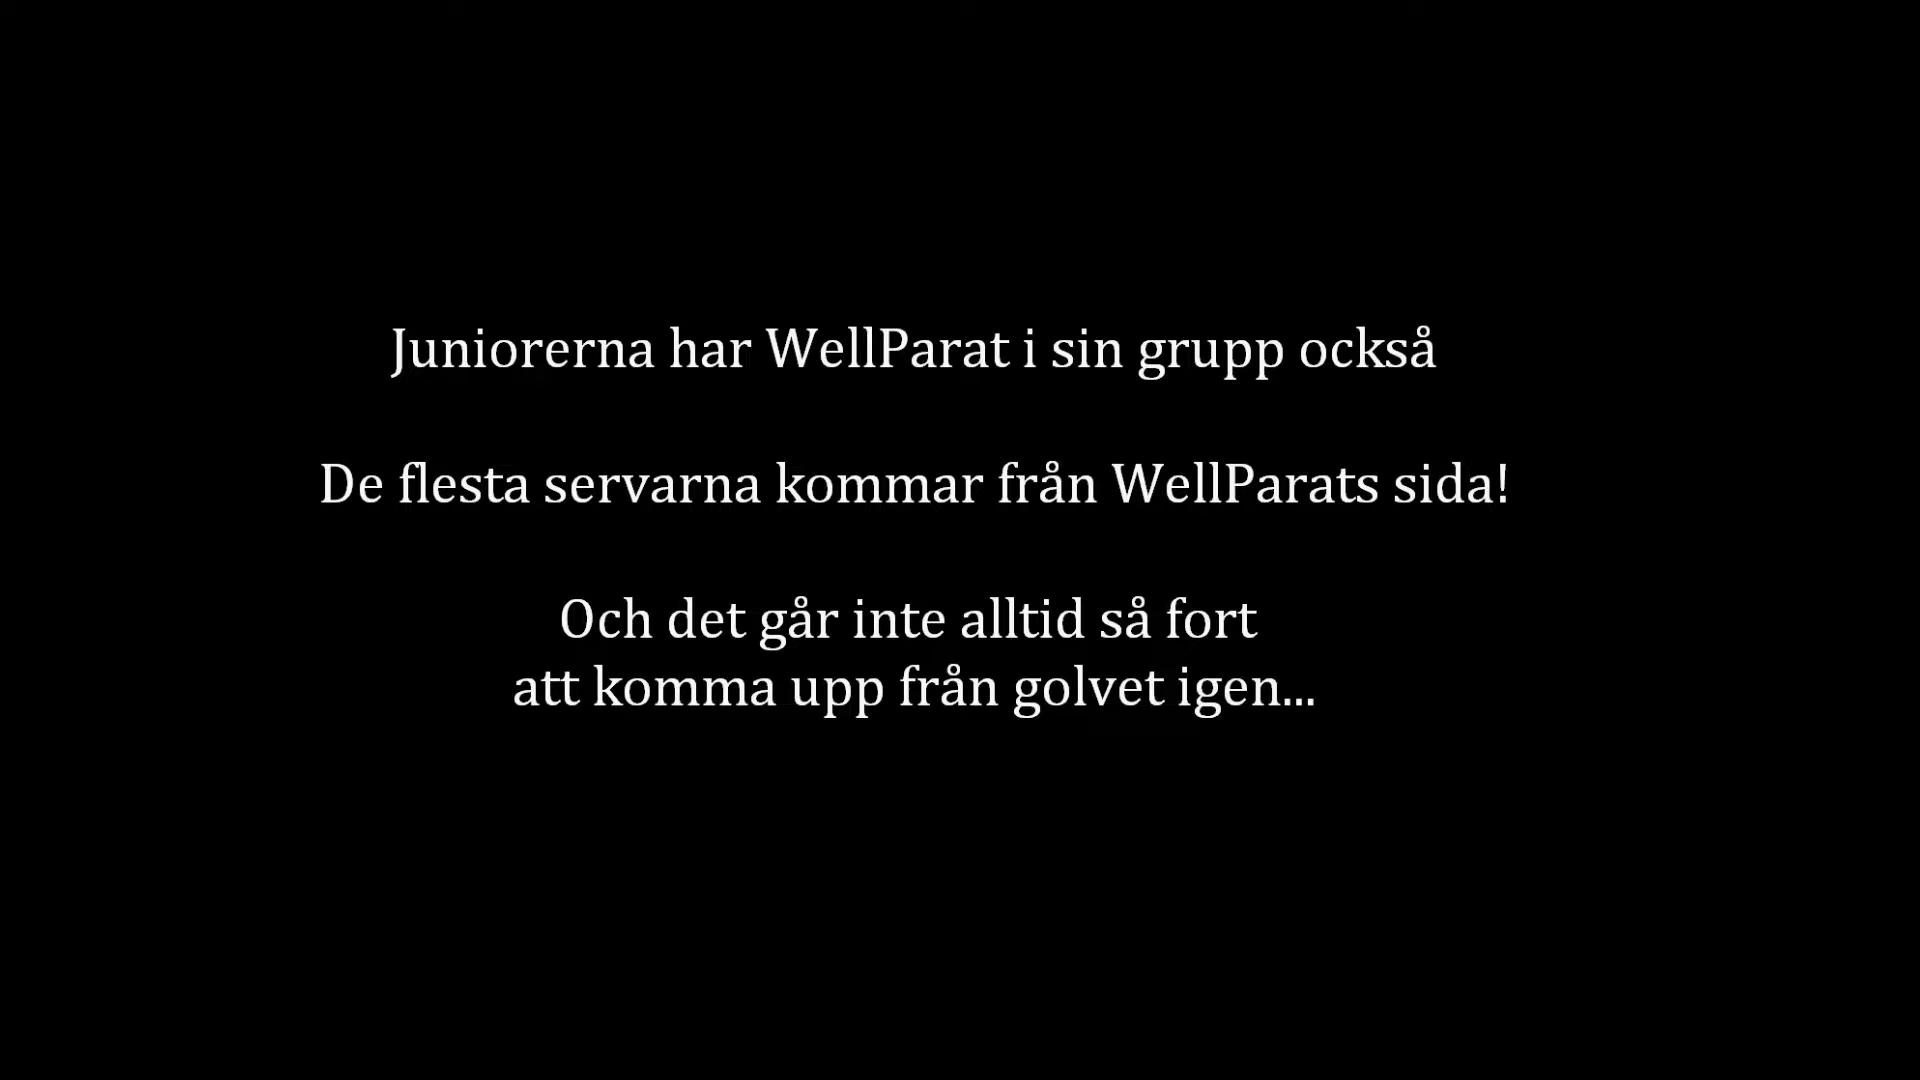 Juniorerna har WellParat i sin grupp också
De flesta servarna kommar från WellParats sida!
Och det går inte alltid så fort
att komma upp från golvet igen...